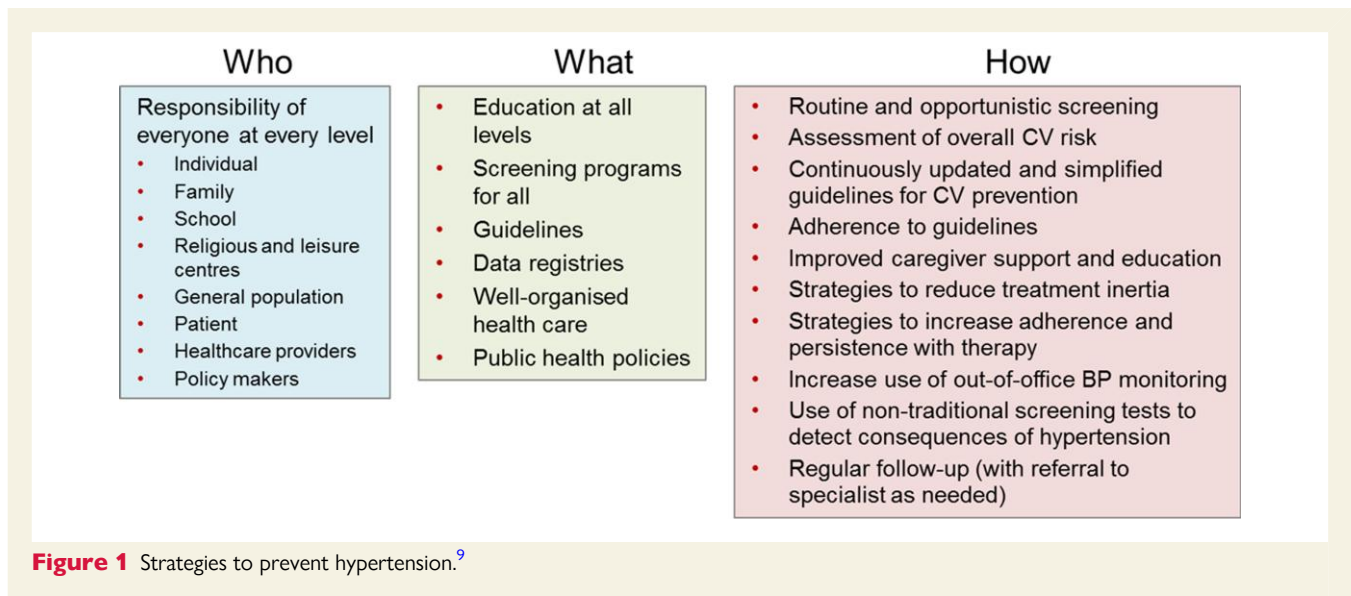 Who
Responsibility of
everyone at every level
• Individual
• Family
• School
• Religious and leisure
centres
• General population
• Patient
• Healthcare providers
• Policy makers
What
• Education at all
levels
• Screening programs
for all
• Guidelines
• Data registries
• Well-organised
health care
• Public health policies
How
• Routine and opportunistic screening
• Assessment of overall CV risk
• Continuously updated and simplified
guidelines for CV prevention
• Adherence to guidelines
• Improved caregiver support and education
• Strategies to reduce treatment inertia
• Strategies to increase adherence and
persistence with therapy
• Increase use of out-of-office BP monitoring
• Use of non-traditional screening tests to
detect consequences of hypertension
• Regular follow-up (with referral to
specialist as needed)
Figure 1 Strategies to prevent hypertension.9